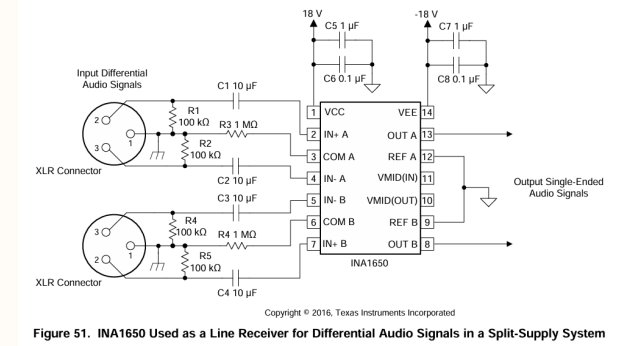 18 V
-18 V
C5 1 µF
C7 1 µF
C6 0.1 µF
C8 0.1 µF
Input Differential
Audio Signals
C1 10 µF
R1
100 kΩ
R3 1 MΩ
R2
100 kΩ
2
1
3
XLR Connector
C2 10 µF
C3 10 µF
R4
100 kΩ
R4 1 MΩ
R5
100 kΩ
3
1
2
XLR Connector
C4 10 µF
1 VCC VEE 14
2 IN+ A OUT A 13
3 COM A REF A 12
4 IN- A VMID(IN) 11
5 IN- B VMID(OUT) 10
6 COM B REF B 9
7 IN+ B OUT B 8
INA1650
Output Single-Ended
Audio Signals
Copyright © 2016, Texas Instruments Incorporated
Figure 51. INA1650 Used as a Line Receiver for Differential Audio Signals in a Split-Supply System